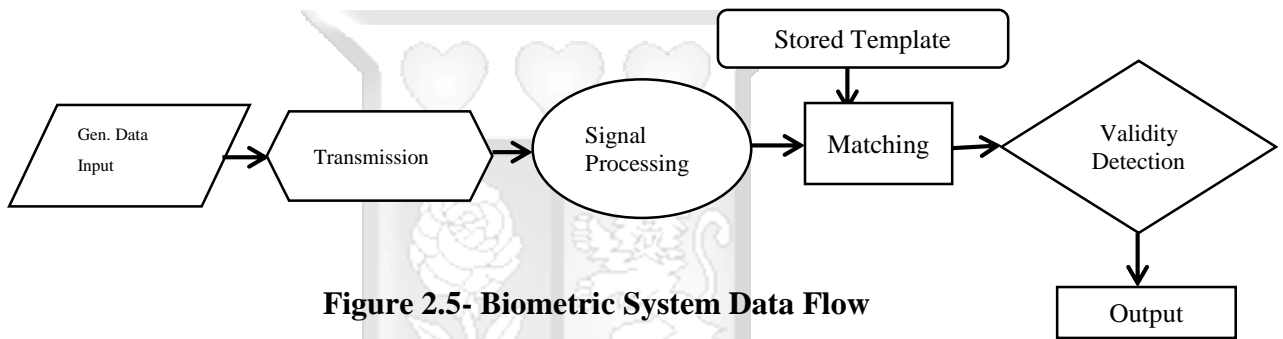 Stored Template
Gen. Data
Input
Transmission
Signal
Processing
Matching
Validity
Detection
Figure 2.5- Biometric System Data Flow
Output